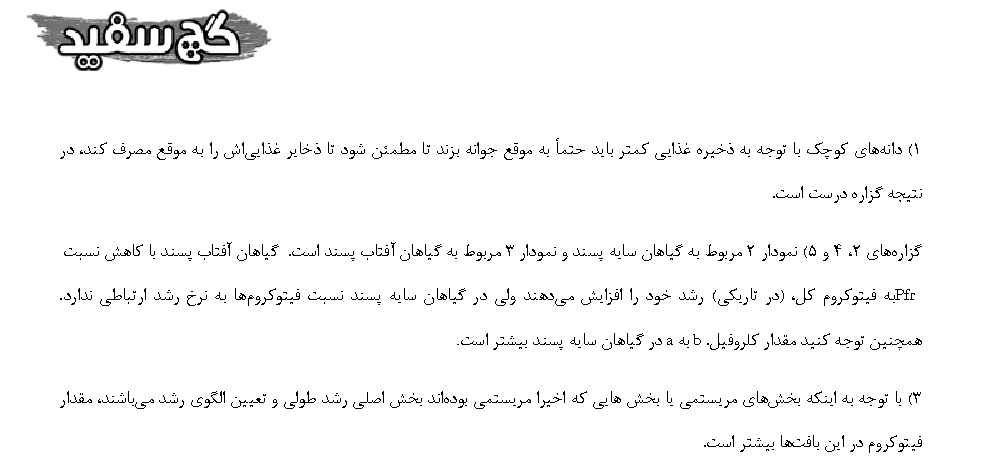 گچ سفید
۱) دانه‌های کوچک با توجه به ذخیره غذایی کمتر باید حتماً به موقع جوانه بزند تا مطمئن شود تا ذخایر غذایی‌اش را به موقع مصرف کند، در
نتیجه گزاره درست است.
گزاره‌های ۲، ۴ و ۵) نمودار ۲ مربوط به گیاهان سایه پسند و نمودار ۳ مربوط به گیاهان آفتاب پسند است. گیاهان آفتاب پسند با کاهش نسبت
Pfrبه فیتوکروم کل، (در تاریکی) رشد خود را افزایش می‌دهند ولی در گیاهان سایه پسند نسبت فیتوکروم‌ها به نرخ رشد ارتباطی ندارد.
همچنین توجه کنید مقدار کلروفیل. b به a در گیاهان سایه پسند بیشتر است.
۳) با توجه به اینکه بخش‌های مریستمی یا بخش هایی که اخیرا مریستمی بوده‌اند بخش اصلی رشد طولی و تعیین الگوی رشد می‌باشند، مقدار
فیتوکروم در این بافت‌ها بیشتر است.